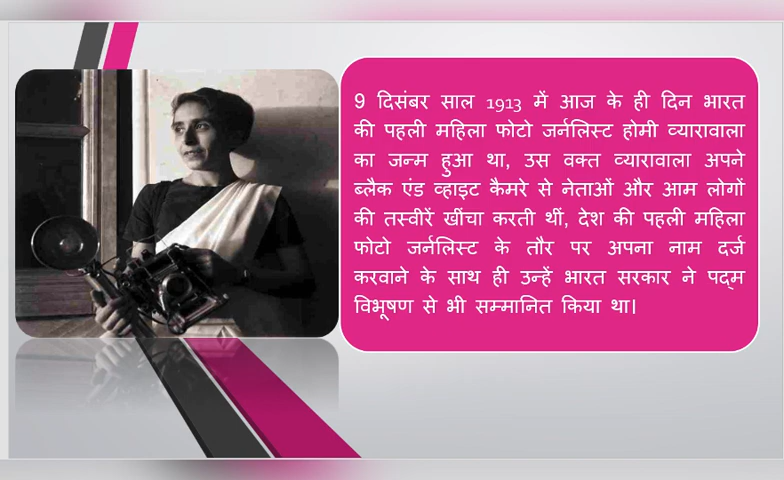 9 दिसंबर साल 1913 में आज के ही दिन भारत
की पहली महिला फोटो जर्नलिस्ट होमी व्यारावाला
का जन्म हुआ था, उस वक्त व्यारावाला अपने
ब्लैक एंड व्हाइट कैमरे से नेताओं और आम लोगों
की तस्वीरें खींचा करती थीं, देश की पहली महिला
फोटो जर्नलिस्ट के तौर पर अपना नाम दर्ज
करवाने के साथ ही उन्हें भारत सरकार ने पद्म
विभूषण से भी सम्मानित किया था।